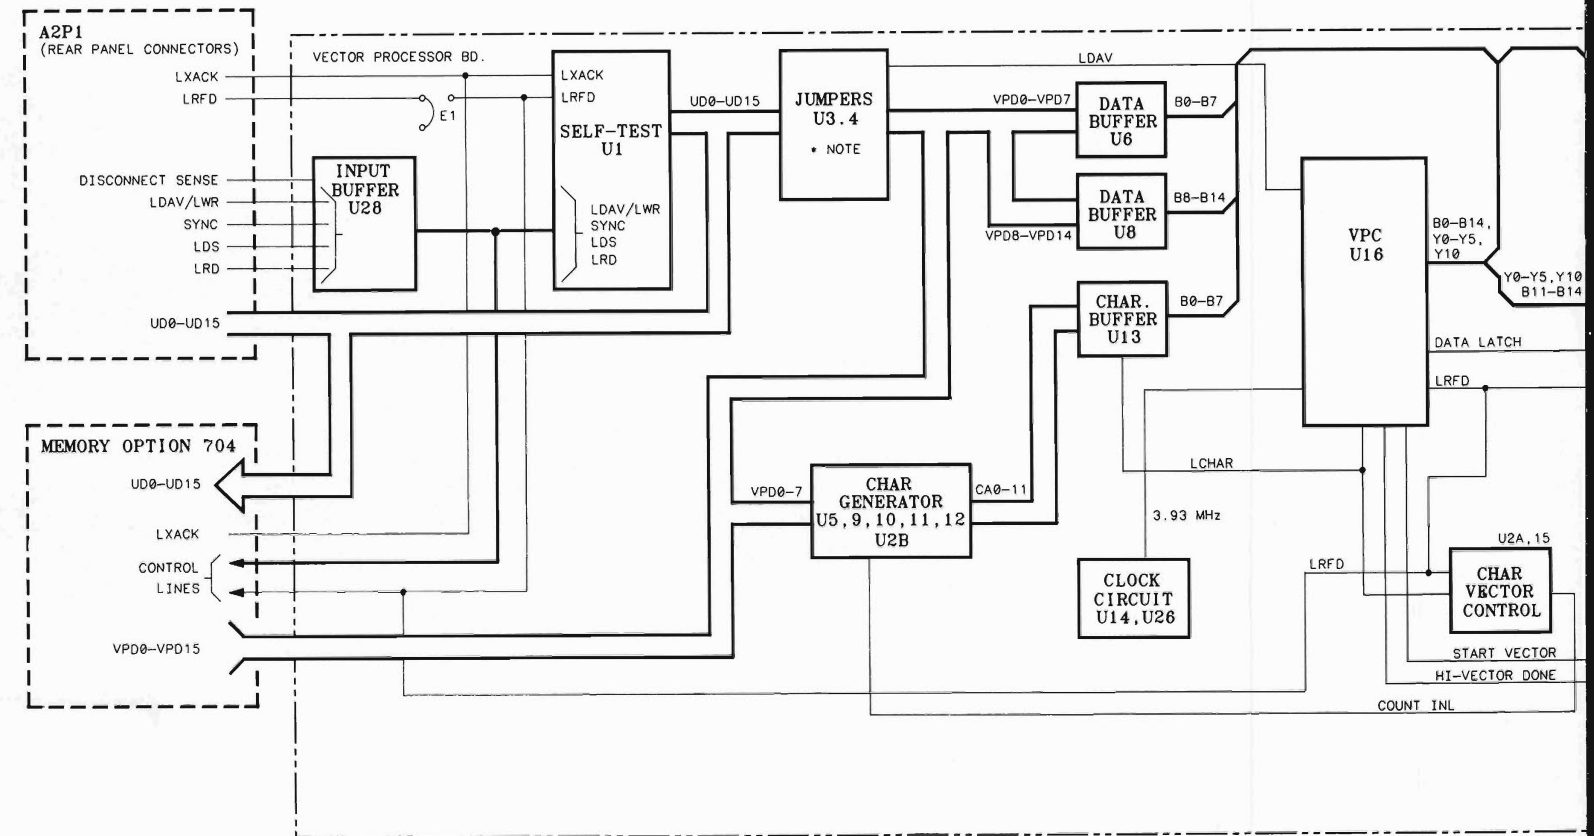 A2P1
(REAR PANEL CONNECTORS)
LXACK
LRFD
DISCONNECT SENSE
LDAV/LWR
SYNC
LDS
LRD
UD0-UD15
VECTOR PROCESSOR BD.
E1
INPUT
BUFFER
U28
LXACK
LRFD
SELF-TEST
U1
LDAV/LWR
SYNC
LDS
LRD
UD0-UD15
JUMPERS
U3.4
* NOTE
LDAV
VPD0-VPD7
DATA
BUFFER
U6
B0-B7
DATA
BUFFER
U8
B8-B14
VPD8-VPD14
CHAR.
BUFFER
U13
B0-B7
VPC
U16
B0-B14,
Y0-Y5,
Y10
Y0-Y5,Y10
B11-B14
DATA LATCH
LRFD
MEMORY OPTION 704
UD0-UD15
LXACK
CONTROL
LINES
VPD0-VPD15
VPD0-7
CHAR
GENERATOR
U5,9,10,11,12
U2B
CA0-11
LCHAR
3.93 MHz
CLOCK
CIRCUIT
U14,U26
LRFD
U2A,15
CHAR
VECTOR
CONTROL
START VECTOR
HI-VECTOR DONE
COUNT INL